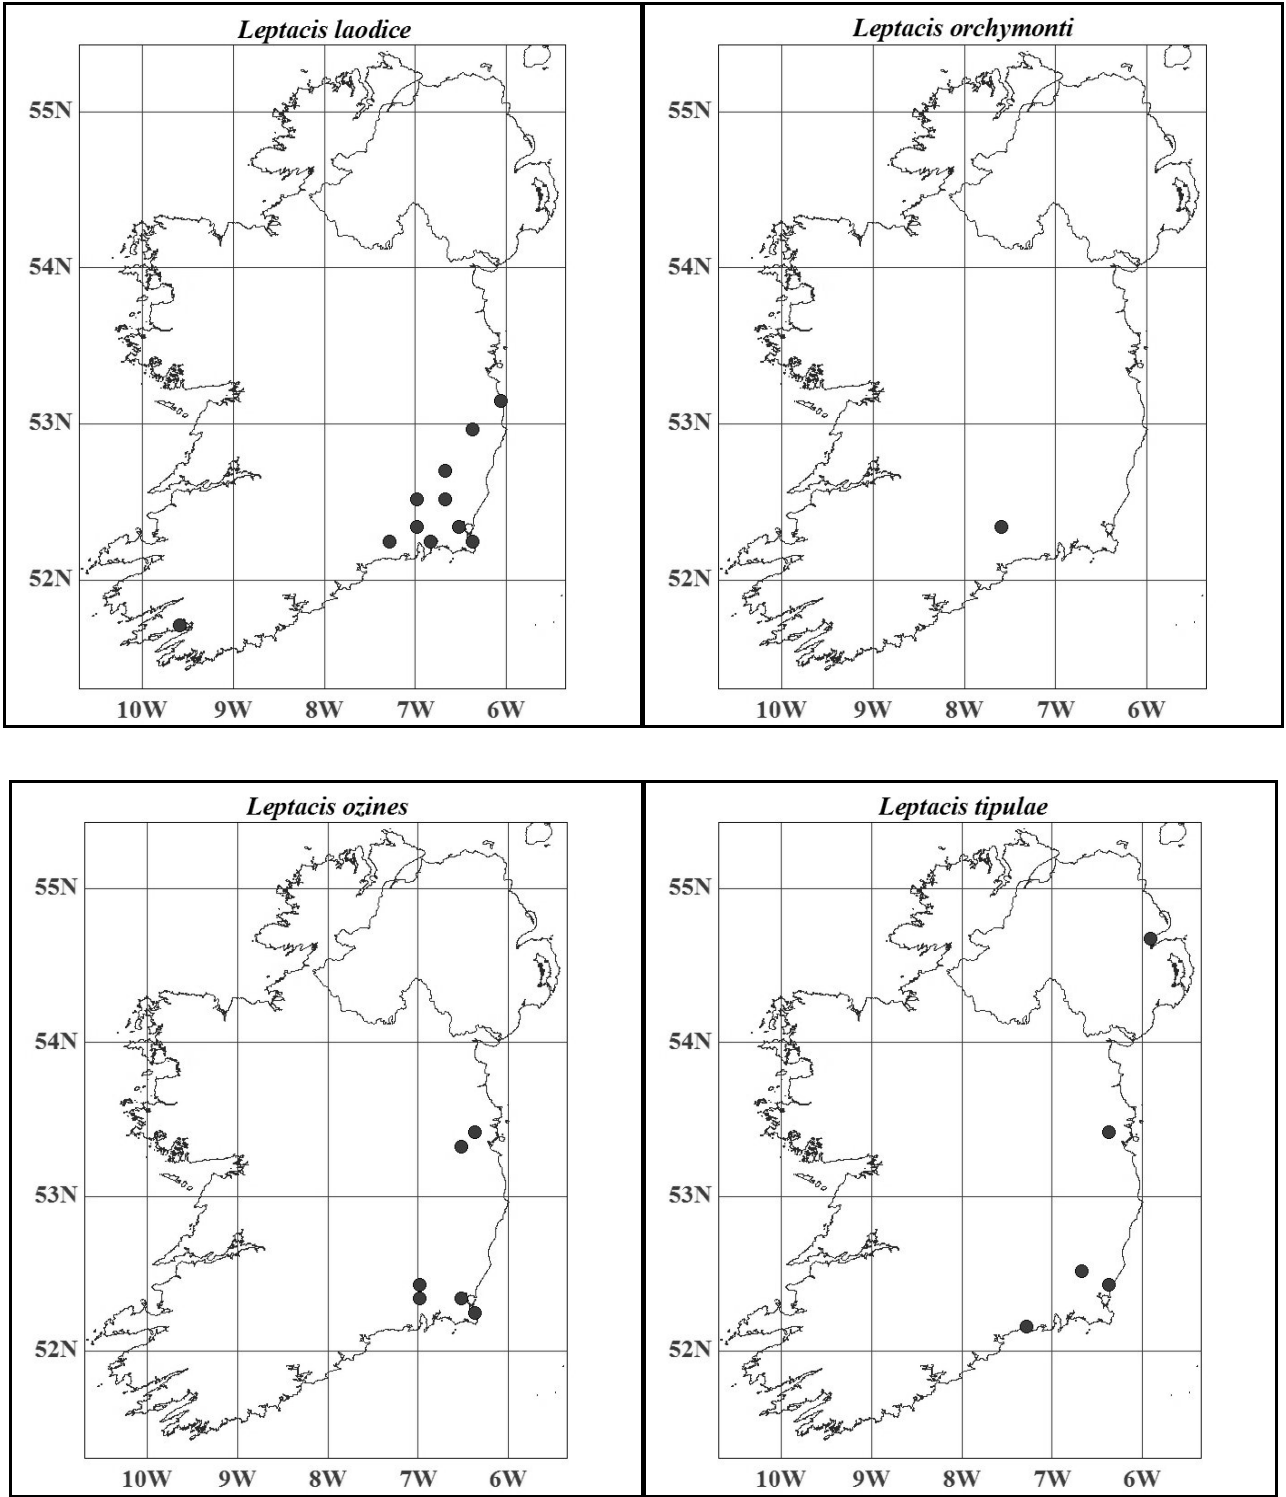 Leptacis laodice
55N
54N
53N
52N
10W 9W 8W 7W 6W
Leptacis orchymonti
55N
54N
53N
52N
10W 9W 8W 7W 6W
Leptacis ozines
55N
54N
53N
52N
10W 9W 8W 7W 6W
Leptacis tipulae
55N
54N
53N
52N
10W 9W 8W 7W 6W